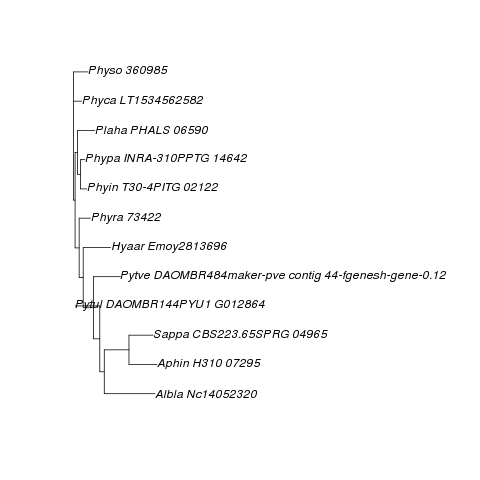 Physo 360985
Phyca LT1534562582
Plaha PHALS 06590
Phypa INRA-310PPTG 14642
Phyin T30-4PITG 02122
Phyra 73422
Hyaar Emoy2813696
Pytve DAOMBR484maker-pve contig 44-fgenesh-gene-0.12
Pytul DAOMBR144PYU1 G012864
Sappa CBS223.65SPRG 04965
Aphin H310 07295
Albla Nc14052320